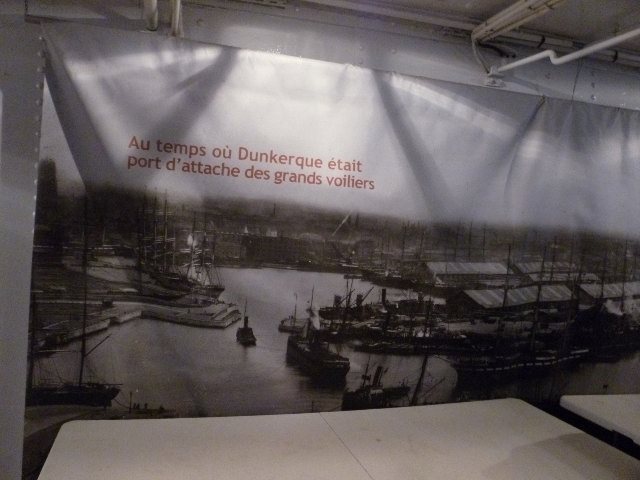 Au temps où Dunkerque était
port d'attache des grands voiliers